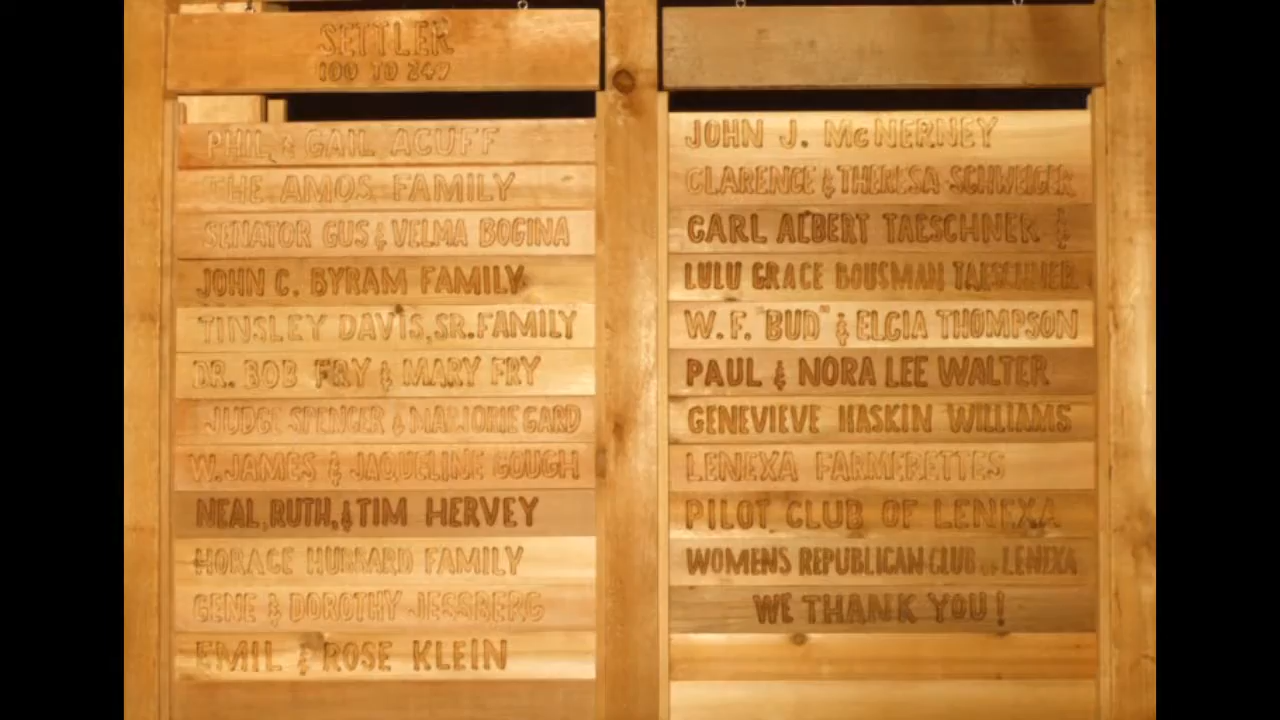 SETTLER
100 TO 249
PHIL & GAIL ACUFF
THE AMOS FAMILY
SENATOR GUS & VELMA BOGINA
JOHN C. BYRAM FAMILY
TINSLEY DAVIS, SR. FAMILY
DR. BOB FRY & MARY FRY
JUDGE SPENCER & MARJORIE GARD
W. JAMES & JAQUELINE GOUGH
NEAL, RUTH, & TIM HERVEY
HORACE HUBBARD FAMILY
GENE & DOROTHY JESSBERG
EMIL & ROSE KLEIN
JOHN J. McNERNEY
CLARENCE & THERESA SCHWEIGER
CARL ALBERT TAESCHNER &
LULU GRACE BOUSMAN TAESCHNER
W. F. "BUD" & ELGIA THOMPSON
PAUL & NORA LEE WALTER
GENEVIEVE HASKIN WILLIAMS
LENEXA FARMERETTES
PILOT CLUB OF LENEXA
WOMENS REPUBLICAN CLUB OF LENEXA
WE THANK YOU!